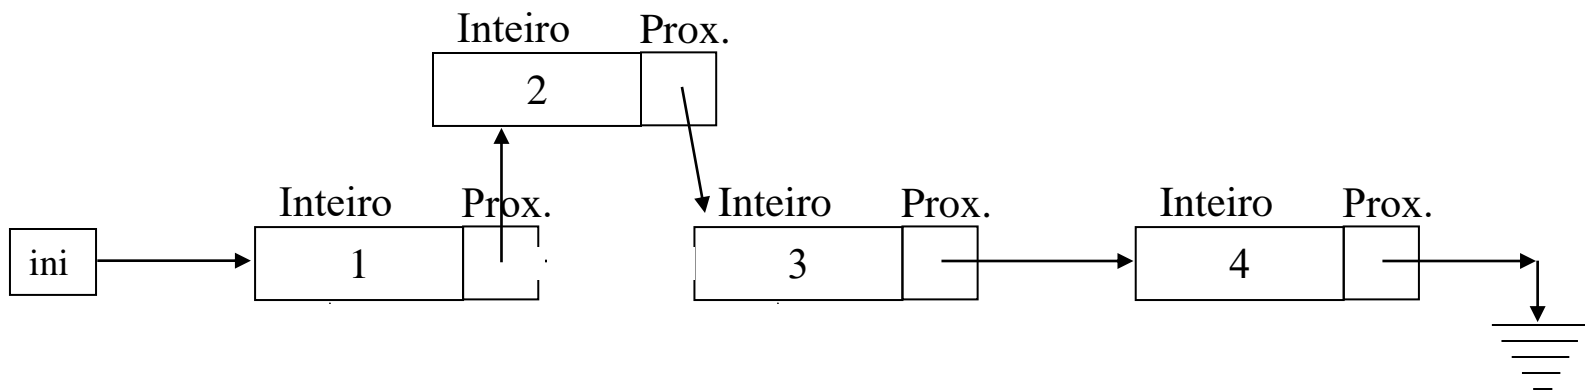 Inteiro Prox.
2
Inteiro Prox. Inteiro Prox. Inteiro Prox.
ini 1 3 4